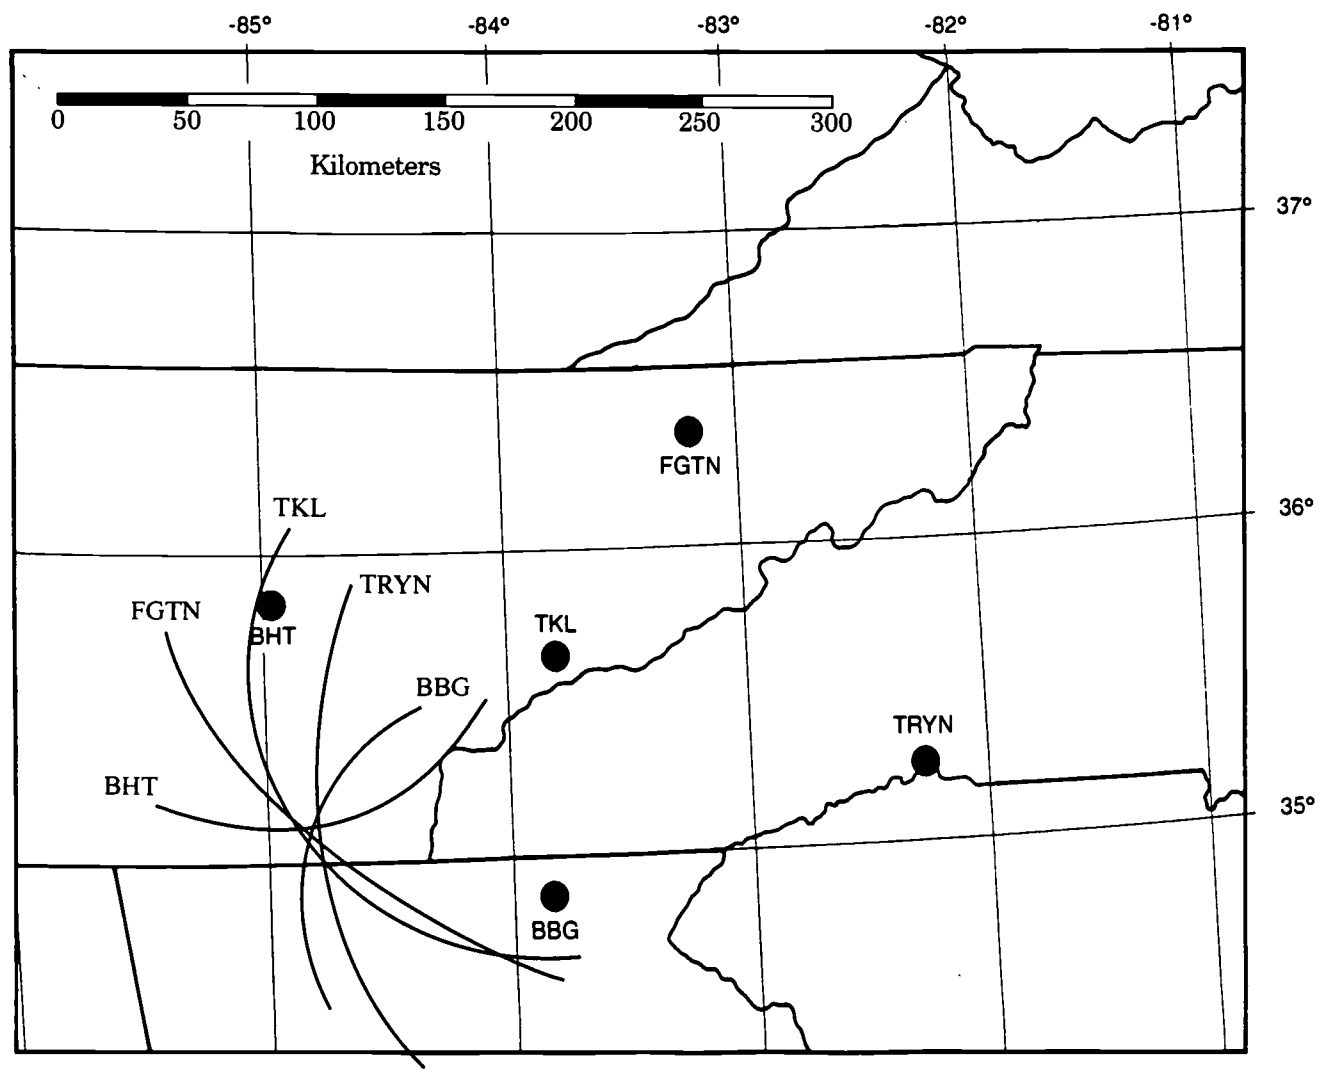 -85° -84° -83° -82° -81°
0 50 100 150 200 250 300
Kilometers
37°
FGTN
TKL
36°
TRYN
FGTN
TKL
BHT
BBG
TRYN
BHT
35°
BBG